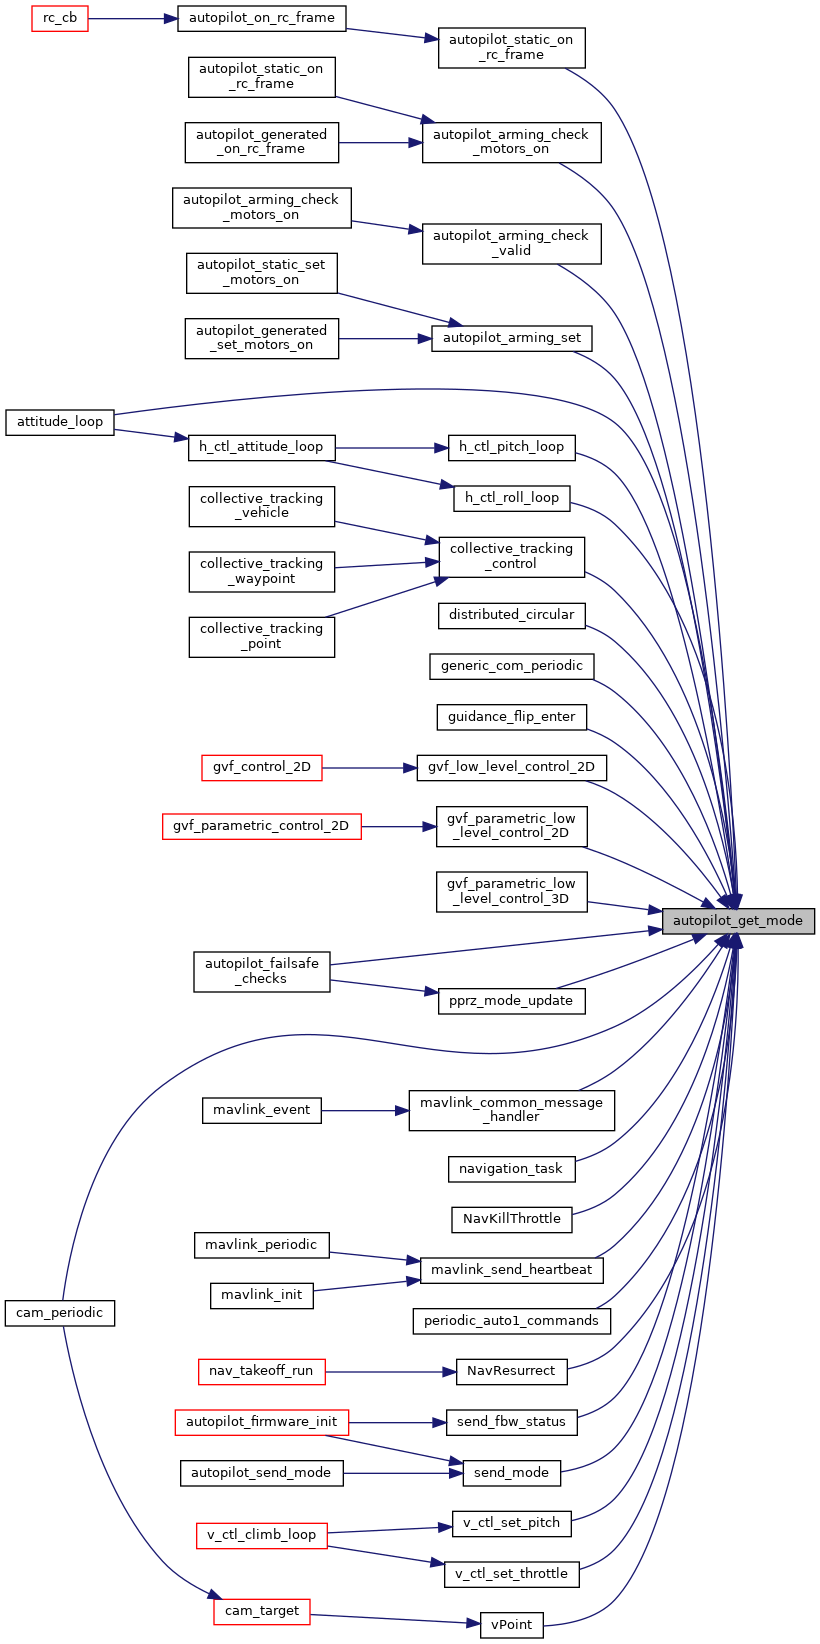 rc_cb
autopilot_on_rc_frame
autopilot_static_on
_rc_frame
autopilot_static_on
_rc_frame
autopilot_generated
_on_rc_frame
autopilot_arming_check
_motors_on
autopilot_arming_check
_motors_on
autopilot_arming_check
_valid
autopilot_static_set
_motors_on
autopilot_generated
_set_motors_on
autopilot_arming_set
attitude_loop
h_ctl_attitude_loop
h_ctl_pitch_loop
h_ctl_roll_loop
collective_tracking
_vehicle
collective_tracking
_control
collective_tracking
_waypoint
collective_tracking
_point
distributed_circular
generic_com_periodic
guidance_flip_enter
gvf_control_2D
gvf_low_level_control_2D
gvf_parametric_control_2D
gvf_parametric_low
_level_control_2D
gvf_parametric_low
_level_control_3D
autopilot_get_mode
autopilot_failsafe
_checks
pprz_mode_update
mavlink_event
mavlink_common_message
_handler
navigation_task
NavKillThrottle
mavlink_periodic
mavlink_send_heartbeat
mavlink_init
cam_periodic
periodic_auto1_commands
nav_takeoff_run
NavResurrect
autopilot_firmware_init
send_fbw_status
autopilot_send_mode
send_mode
v_ctl_climb_loop
v_ctl_set_pitch
v_ctl_set_throttle
cam_target
vPoint